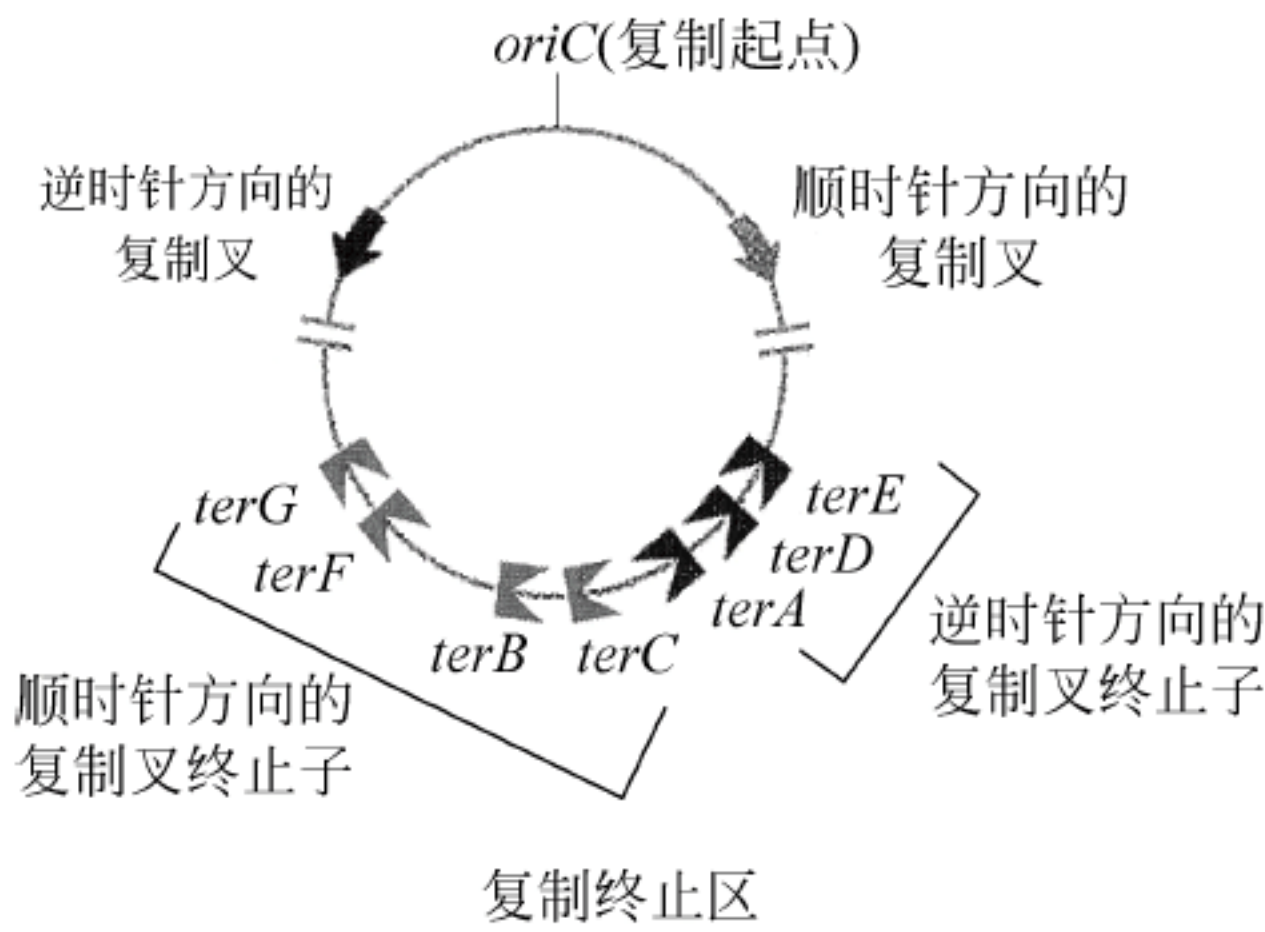 oriC(复制起点)
逆时针方向的
复制叉
顺时针方向的
复制叉
terG
terF
terB
terC
terA
terD
terE
顺时针方向的
复制叉终止子
逆时针方向的
复制叉终止子
复制终止区